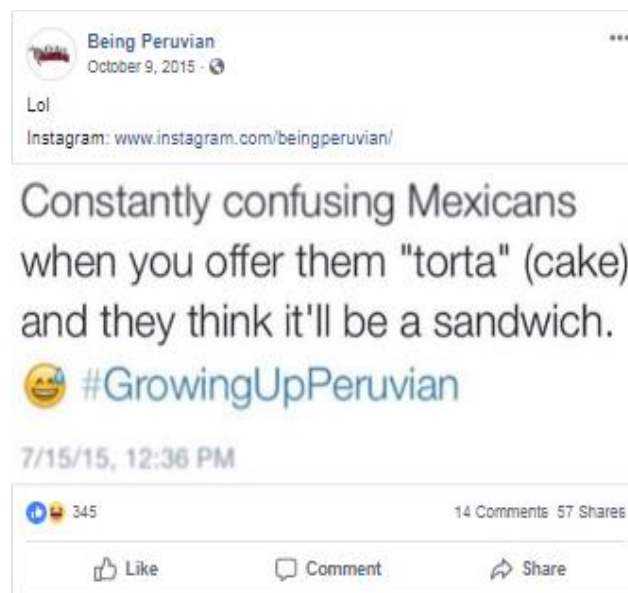 Being Peruvian
October 9, 2015 ·
Lol
Instagram: www.instagram.com/beingperuvian/
Constantly confusing Mexicans
when you offer them "torta" (cake)
and they think it'll be a sandwich.
😅 #GrowingUpPeruvian
7/15/15, 12:36 PM
345 14 Comments 57 Shares
Like Comment Share